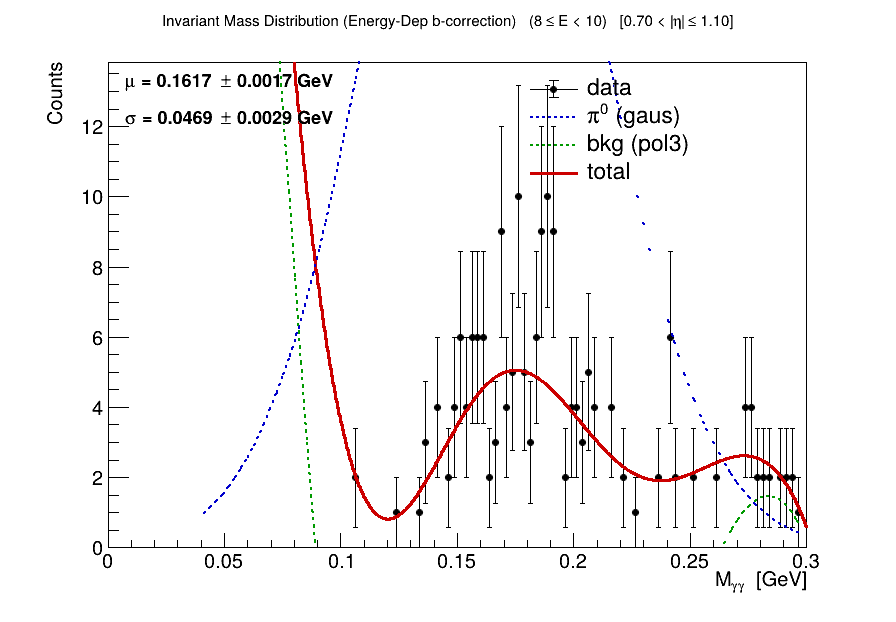 Invariant Mass Distribution (Energy-Dep b-correction) (8 ≤ E < 10) [0.70 < |η| ≤ 1.10]
Counts
μ = 0.1617 ± 0.0017 GeV
σ = 0.0469 ± 0.0029 GeV
data
π⁰ (gaus)
bkg (pol3)
total
12
10
8
6
4
2
0
0 0.05 0.1 0.15 0.2 0.25 0.3
M_γγ [GeV]